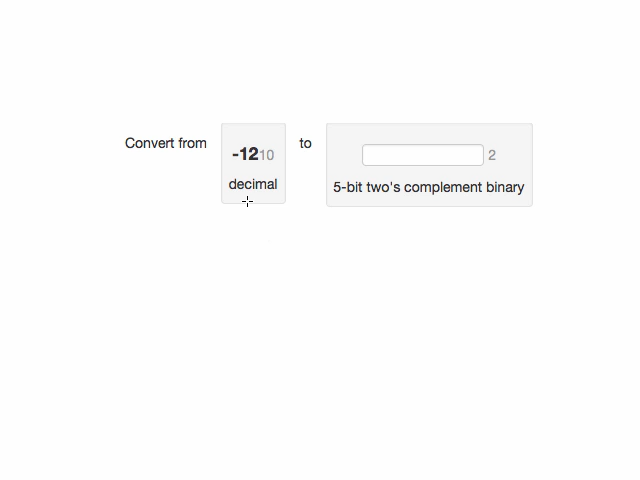 Convert from -12 10 to 2
decimal 5-bit two's complement binary